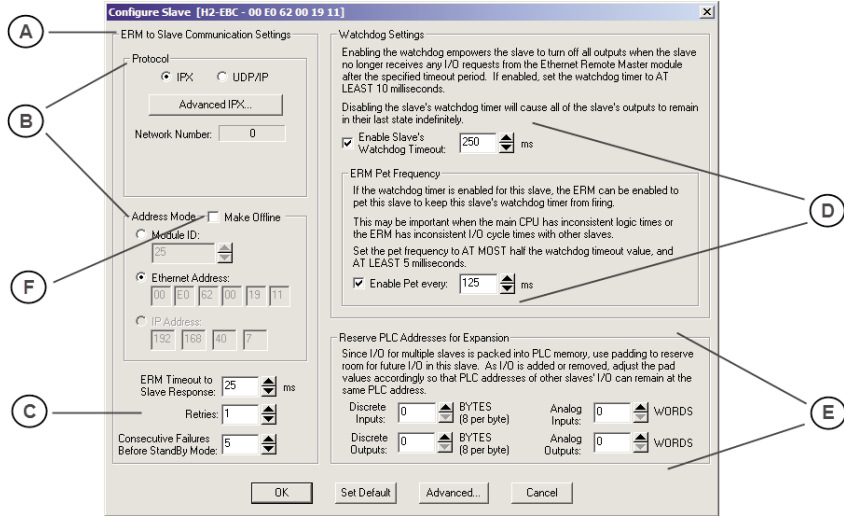 Configure Slave [H2-EBC - 00 E0 62 00 19 11]
A
ERM to Slave Communication Settings
B
Protocol
IPX
UDP/IP
Advanced IPX...
Network Number:
0
Address Mode
Make Offline
F
Module ID:
25
Ethernet Address:
00 E0 62 00 19 11
IP Address:
192 168 40 7
C
ERM Timeout to
Slave Response:
25
ms
Retries:
1
Consecutive Failures
Before StandBy Mode:
5
Watchdog Settings
Enabling the watchdog empowers the slave to turn off all outputs when the slave
no longer receives any I/O requests from the Ethernet Remote Master module
after the specified timeout period. If enabled, set the watchdog timer to AT
LEAST 10 milliseconds.
Disabling the slave's watchdog timer will cause all of the slave's outputs to remain
in their last state indefinitely.
Enable Slave's
Watchdog Timeout:
250
ms
D
ERM Pet Frequency
If the watchdog timer is enabled for this slave, the ERM can be enabled to
pet this slave to keep this slave's watchdog timer from firing.
This may be important when the main CPU has inconsistent logic times or
the ERM has inconsistent I/O cycle times with other slaves.
Set the pet frequency to AT MOST half the watchdog timeout value, and
AT LEAST 5 milliseconds.
Enable Pet every:
125
ms
Reserve PLC Addresses for Expansion
Since I/O for multiple slaves is packed into PLC memory, use padding to reserve
room for future I/O in this slave. As I/O is added or removed, adjust the pad
values accordingly so that PLC addresses of other slaves' I/O can remain at the
same PLC address.
E
Discrete
Inputs:
0
BYTES
(8 per byte)
Analog
Inputs:
0
WORDS
Discrete
Outputs:
0
BYTES
(8 per byte)
Analog
Outputs:
0
WORDS
OK
Set Default
Advanced...
Cancel